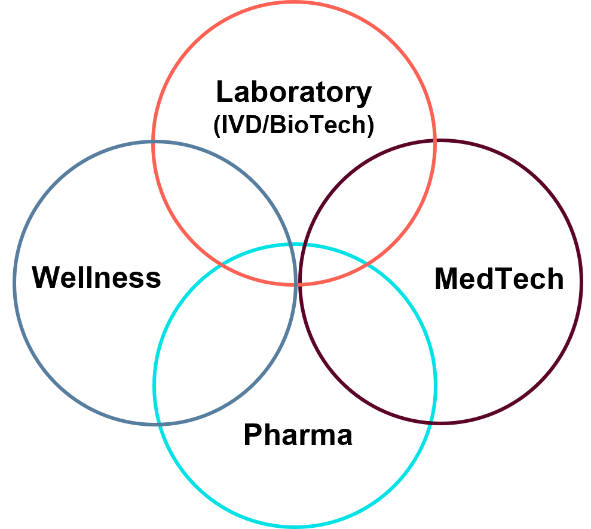 Laboratory
(IVD/BioTech)
Wellness
MedTech
Pharma